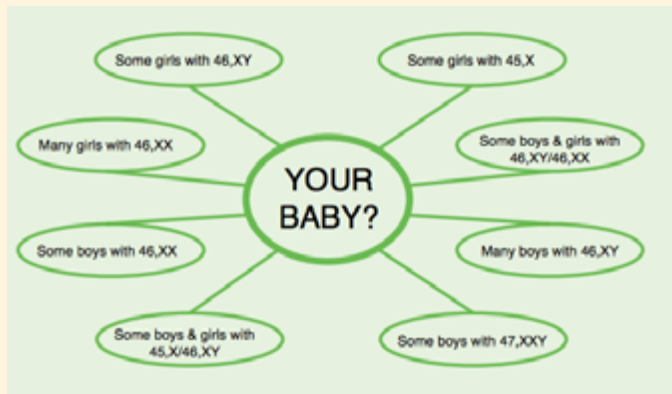 Some girls with 46,XY
Some girls with 45,X
Many girls with 46,XX
Some boys & girls with
46,XY/46,XX
YOUR
BABY?
Some boys with 46,XX
Many boys with 46,XY
Some boys & girls with
45,X/46,XY
Some boys with 47,XXY